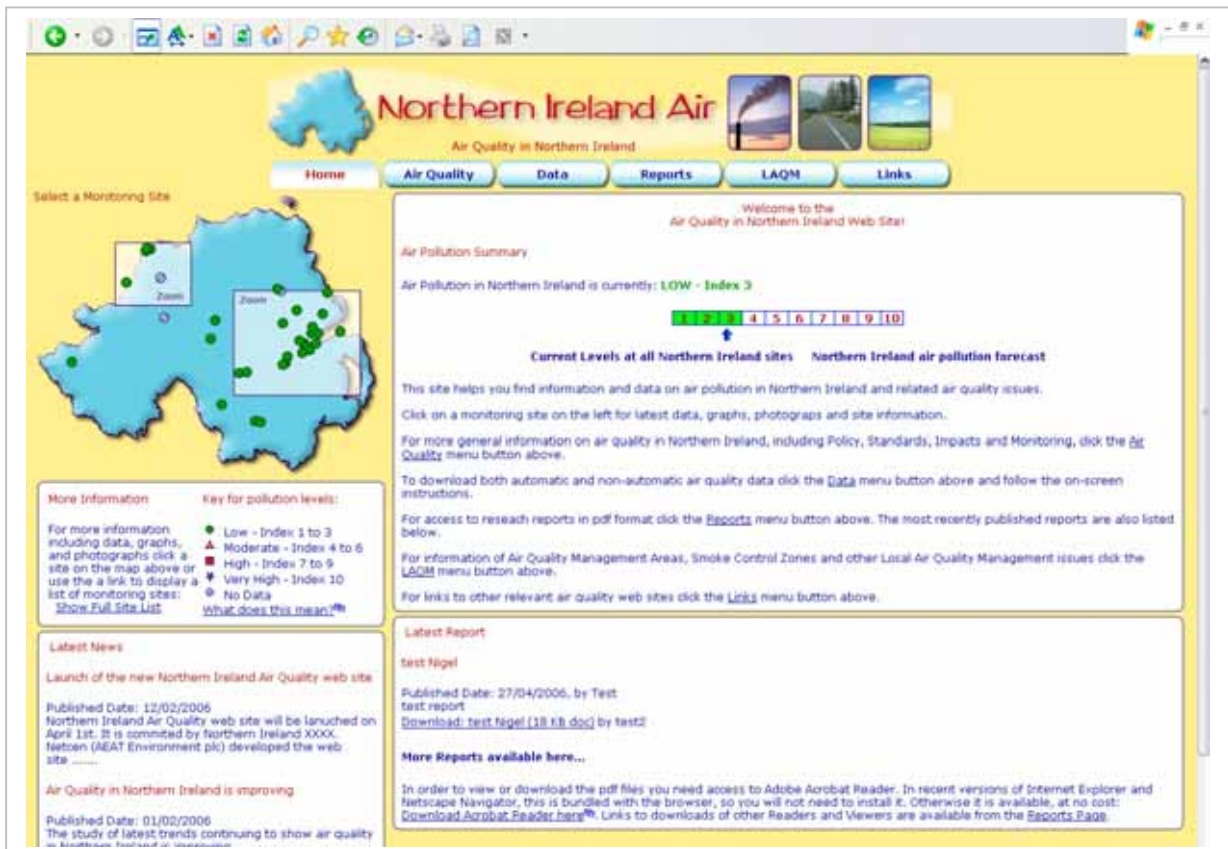 Northern Ireland Air
Air Quality in Northern Ireland
Home
Air Quality
Data
Reports
LAQM
Links
Select a Monitoring Site
Zoom
Zoom
More Information
For more information
including data, graphs,
and photographs click a
site on the map above or
use the a link to display a
list of monitoring sites:
Show Full Site List
Key for pollution levels:
Low - Index 1 to 3
Moderate - Index 4 to 6
High - Index 7 to 9
Very High - Index 10
No Data
What does this mean?
Latest News
Launch of the new Northern Ireland Air Quality web site
Published Date: 12/02/2006
Northern Ireland Air Quality web site will be lanuched on
April 1st. It is commited by Northern Ireland XXXX.
Netcen (AEAT Environment plc) developed the web
site .......
Air Quality in Northern Ireland is improving
Published Date: 01/02/2006
The study of latest trends continuing to show air quality
in Northern Ireland is improving
Welcome to the
Air Quality in Northern Ireland Web Site!
Air Pollution Summary
Air Pollution in Northern Ireland is currently: LOW - Index 3
1 2 3 4 5 6 7 8 9 10
Current Levels at all Northern Ireland sites Northern Ireland air pollution forecast
This site helps you find information and data on air pollution in Northern Ireland and related air quality issues.
Click on a monitoring site on the left for latest data, graphs, photograps and site information.
For more general information on air quality in Northern Ireland, including Policy, Standards, Impacts and Monitoring, click the Air
Quality menu button above.
To download both automatic and non-automatic air quality data click the Data menu button above and follow the on-screen
instructions.
For access to reseach reports in pdf format click the Reports menu button above. The most recently published reports are also listed
below.
For information of Air Quality Management Areas, Smoke Control Zones and other Local Air Quality Management issues click the
LAQM menu button above.
For links to other relevant air quality web sites click the Links menu button above.
Latest Report
test Nigel
Published Date: 27/04/2006, by Test
test report
Download: test Nigel (18 KB doc) by test2
More Reports available here...
In order to view or download the pdf files you need access to Adobe Acrobat Reader. In recent versions of Internet Explorer and
Netscape Navigator, this is bundled with the browser, so you will not need to install it. Otherwise it is available, at no cost:
Download Acrobat Reader here. Links to downloads of other Readers and Viewers are available from the Reports Page.